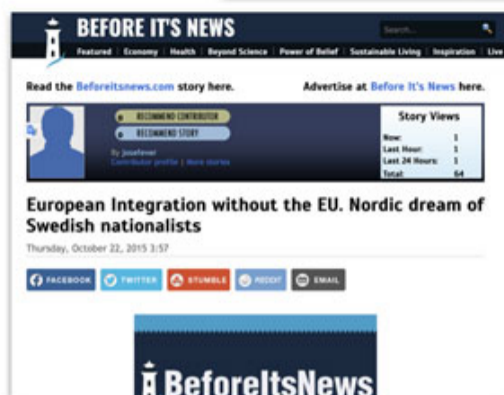 BEFORE IT'S NEWS
Search...
Featured | Economy | Health | Beyond Science | Power of Belief | Sustainable Living | Inspiration | Live
Read the Beforeitsnews.com story here.
Advertise at Before It's News here.
RECOMMEND CONTRIBUTOR
RECOMMEND STORY
By josefever
Contributor profile | More stories
Story Views
Now: 1
Last Hour: 1
Last 24 Hours: 1
Total: 64
European Integration without the EU. Nordic dream of
Swedish nationalists
Thursday, October 22, 2015 3:57
FACEBOOK
TWITTER
STUMBLE
REDDIT
EMAIL
BeforeItsNews